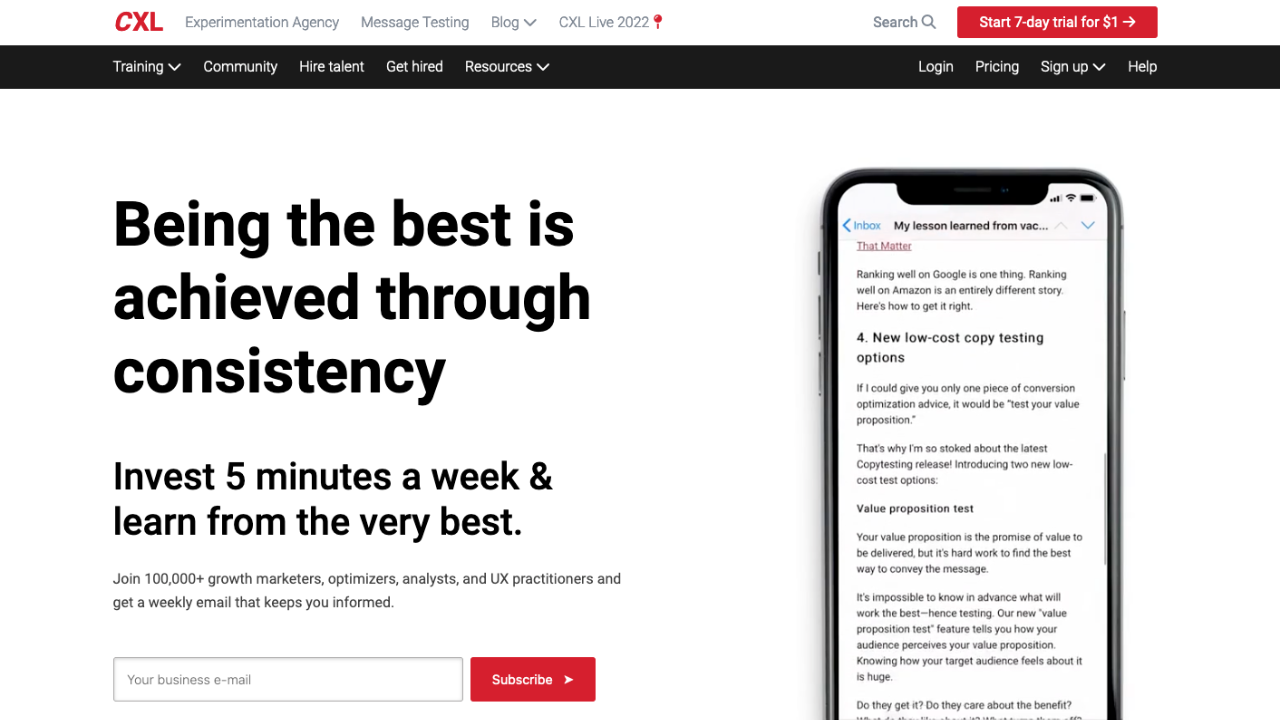 CXL Experimentation Agency Message Testing Blog CXL Live 2022 Search Start 7-day trial for $1 →
Training Community Hire talent Get hired Resources Login Pricing Sign up Help
Being the best is
achieved through
consistency
Invest 5 minutes a week &
learn from the very best.
Join 100,000+ growth marketers, optimizers, analysts, and UX practitioners and
get a weekly email that keeps you informed.
Your business e-mail
Subscribe ➤
Inbox My lesson learned from vac...
That Matter
Ranking well on Google is one thing. Ranking
well on Amazon is an entirely different story.
Here's how to get it right.
4. New low-cost copy testing
options
If I could give you only one piece of conversion
optimization advice, it would be "test your value
proposition."
That's why I'm so stoked about the latest
Copytesting release! Introducing two new low-
cost test options:
Value proposition test
Your value proposition is the promise of value to
be delivered, but it's hard work to find the best
way to convey the message.
It's impossible to know in advance what will
work the best—hence testing. Our new "value
proposition test" feature tells you how your
audience perceives your value proposition.
Knowing how your target audience feels about it
is huge.
Do they get it? Do they care about the benefit?